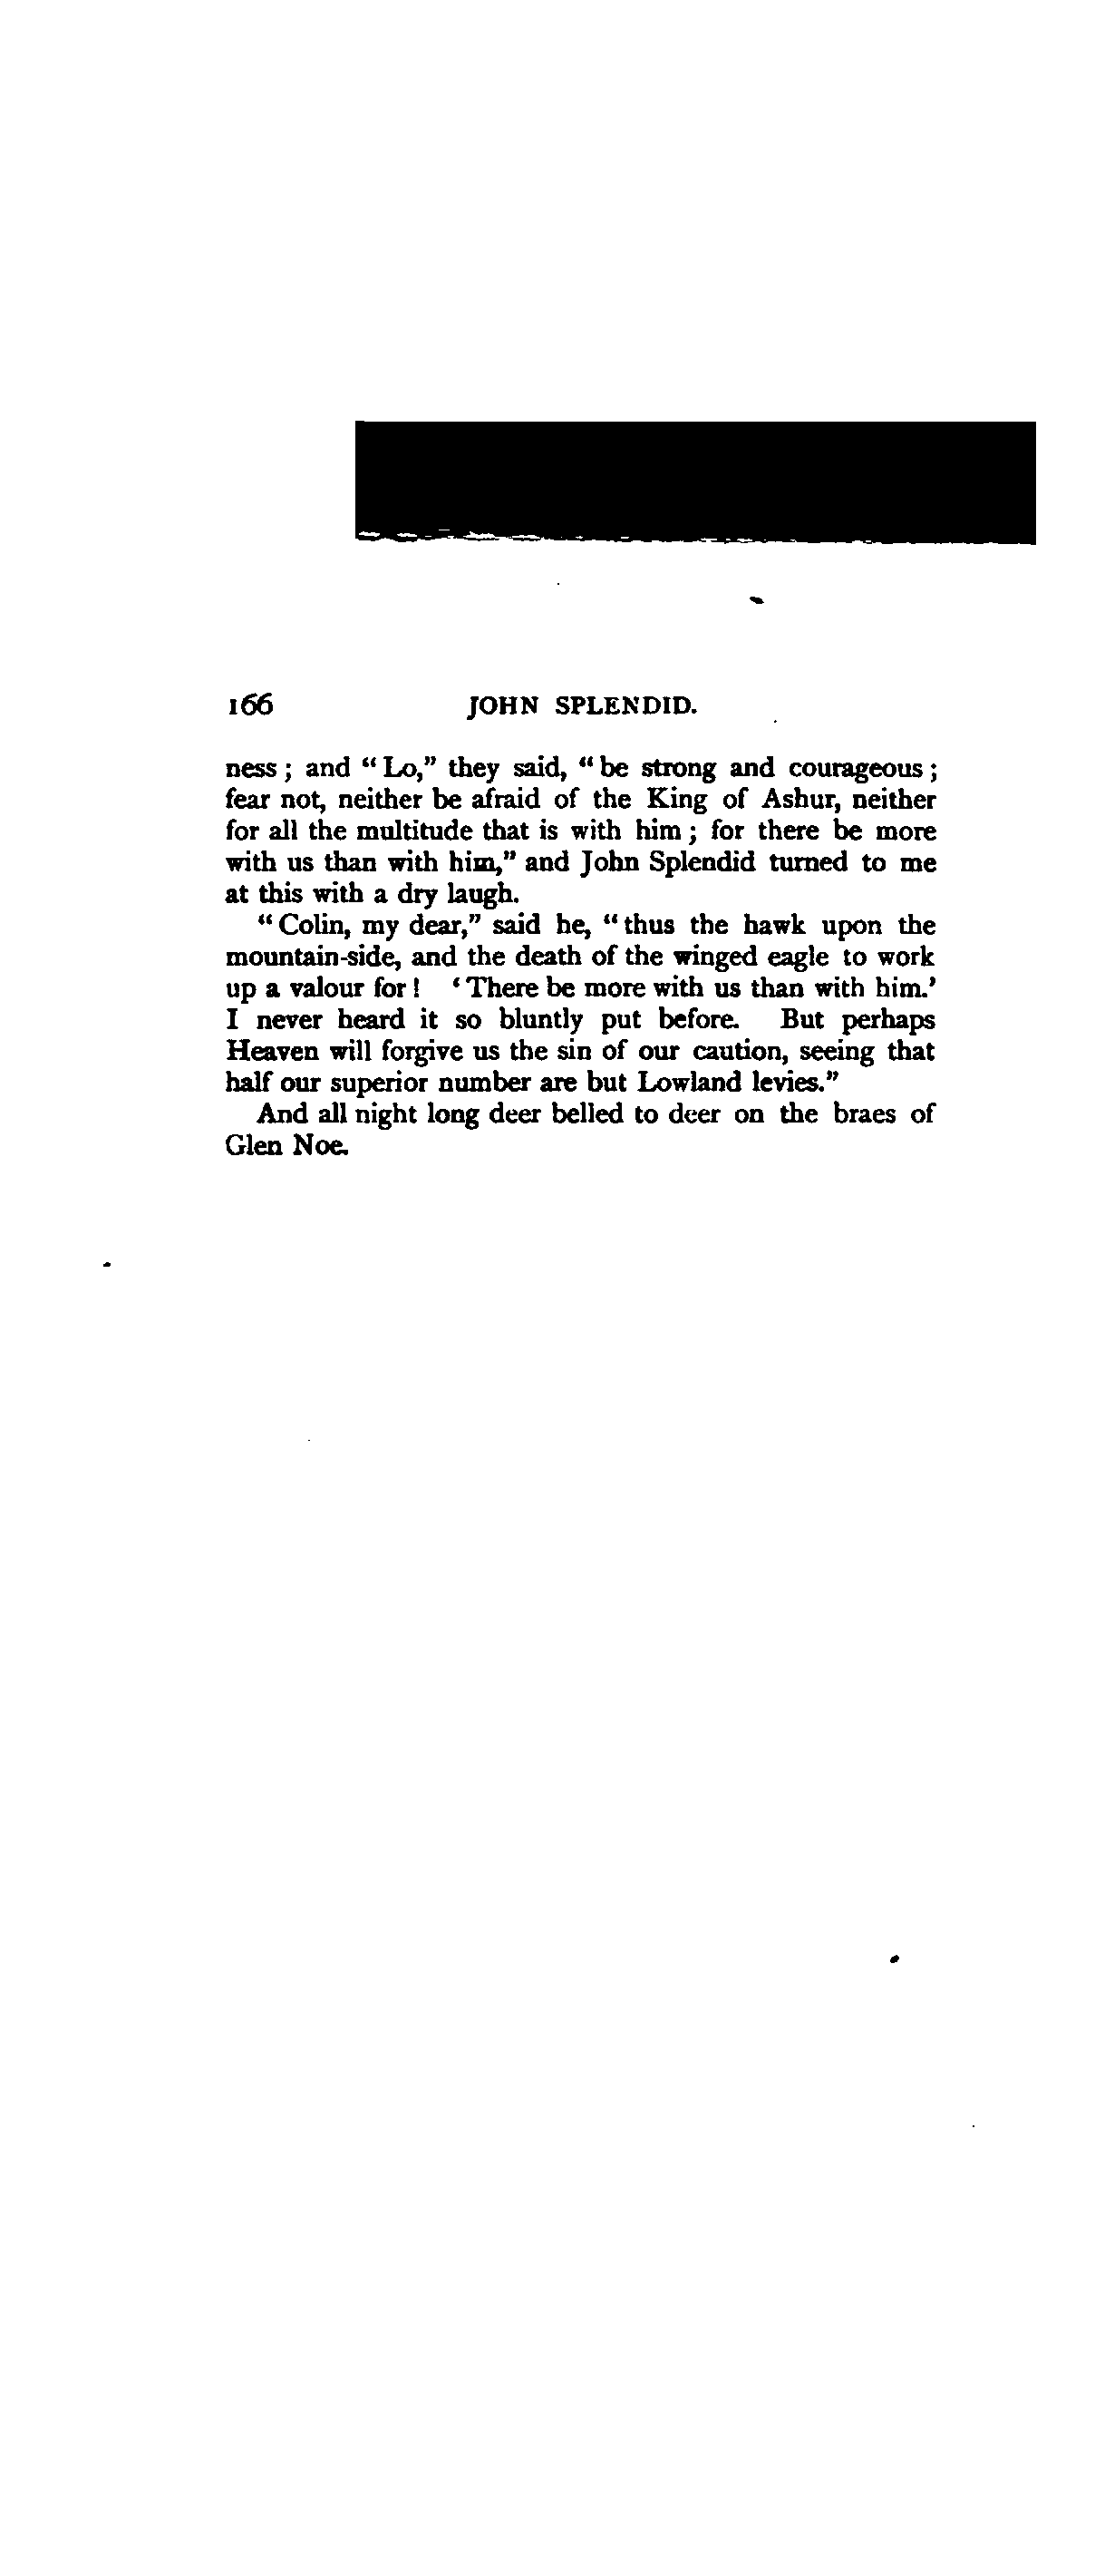 166 JOHN SPLENDID.
ness ; and “ Lo,” they said, “ be strong and courageous ;
fear not, neither be afraid of the King of Ashur, neither
for all the multitude that is with him ; for there be more
with us than with him,” and John Splendid turned to me
at this with a dry laugh.
“ Colin, my dear,” said he, “ thus the hawk upon the
mountain-side, and the death of the winged eagle to work
up a valour for ! ‘ There be more with us than with him.’
I never heard it so bluntly put before. But perhaps
Heaven will forgive us the sin of our caution, seeing that
half our superior number are but Lowland levies.”
And all night long deer belled to deer on the braes of
Glen Noe.